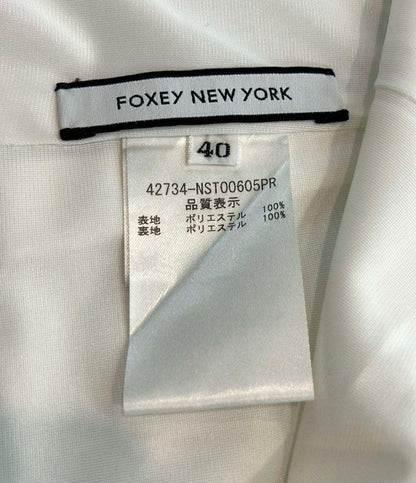 FOXEY NEW YORK
40
42734-NST00605PR
品質表示
表地 ポリエステル 100%
裏地 ポリエステル 100%